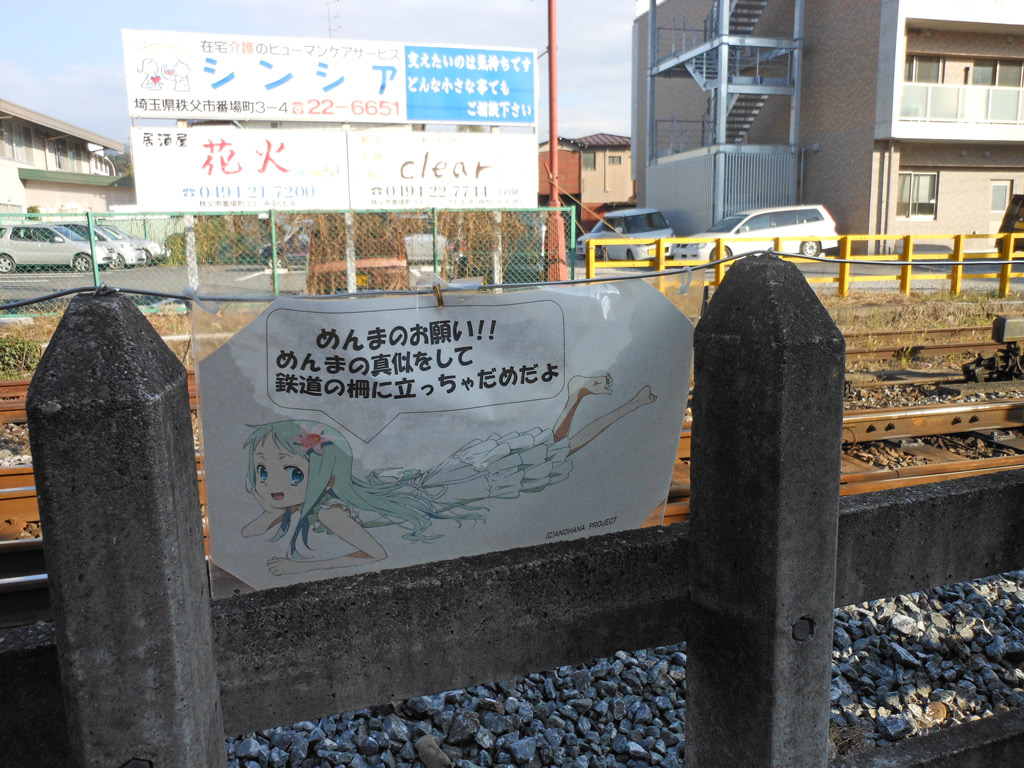 在宅介護のヒューマンケアサービス
シンシア
埼玉県秩父市番場町3-4 ☎22-6651
支えたいのは気持ちです
どんな小さな事でも
ご相談下さい
居酒屋
花火
☎0494-24-7200
clear
☎0494-22-7744
めんまのお願い!!
めんまの真似をして
鉄道の柵に立っちゃだめだよ
(C)ANOHANA PROJECT